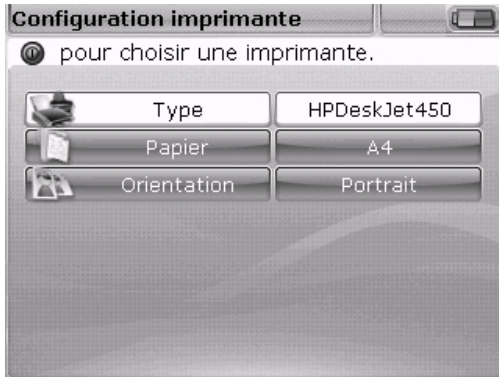 Configuration imprimante
pour choisir une imprimante.
Type HPDeskJet450
Papier A4
Orientation Portrait